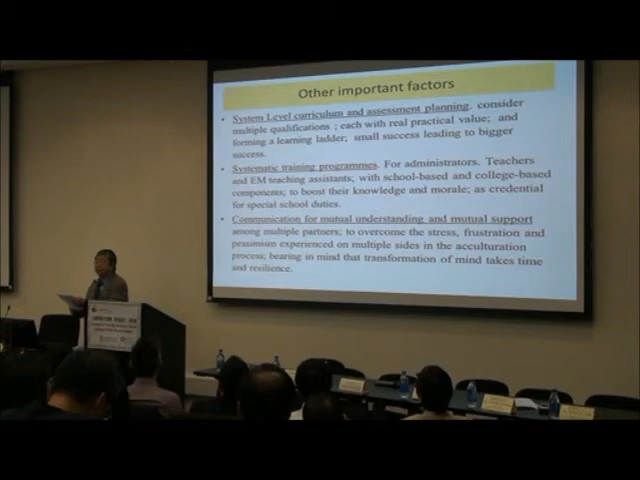 Other important factors
• System Level curriculum and assessment planning. consider
multiple qualifications ; each with real practical value; and
forming a learning ladder; small success leading to bigger
success.
• Systematic training programmes. For administrators. Teachers
and EM teaching assistants; with school-based and college-based
components; to boost their knowledge and morale; as credential
for special school duties.
• Communication for mutual understanding and mutual support
among multiple partners; to overcome the stress, frustration and
pessimism experienced on multiple sides in the acculturation
process; bearing in mind that transformation of mind takes time
and resilience.